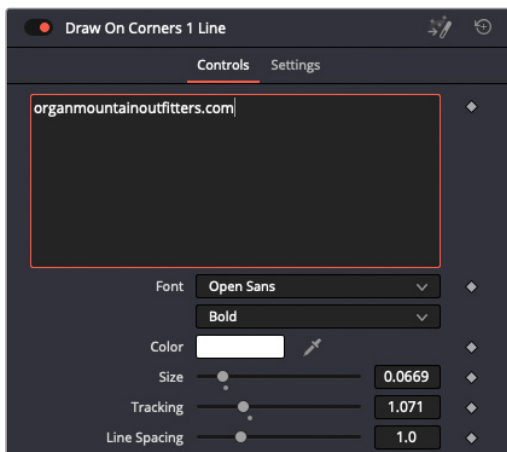 Draw On Corners 1 Line
Controls Settings
organmountainoutfitters.com
Font Open Sans
Bold
Color
Size 0.0669
Tracking 1.071
Line Spacing 1.0